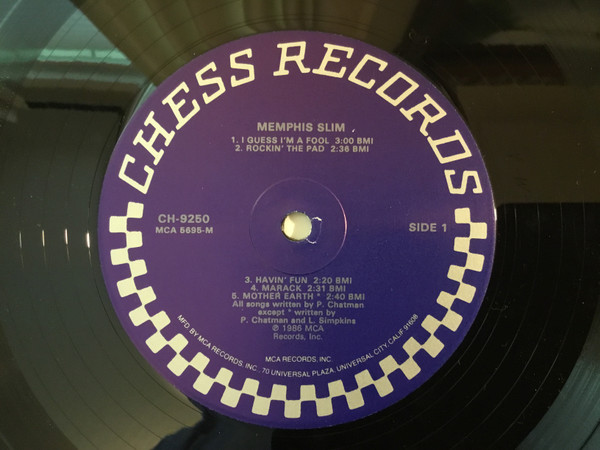 CHESS RECORDS
MEMPHIS SLIM
1. I GUESS I'M A FOOL 3:00 BMI
2. ROCKIN' THE PAD 2:36 BMI
CH-9250
MCA 5695-M
SIDE 1
3. HAVIN' FUN 2:20 BMI
4. MARACK 2:31 BMI
5. MOTHER EARTH * 2:40 BMI
All songs written by P. Chatman
except * written by
P. Chatman and L. Simpkins
℗ 1986 MCA
Records, Inc.
MCA RECORDS, INC.
MFD. BY MCA RECORDS, INC., 70 UNIVERSAL PLAZA, UNIVERSAL CITY, CALIF. 91608